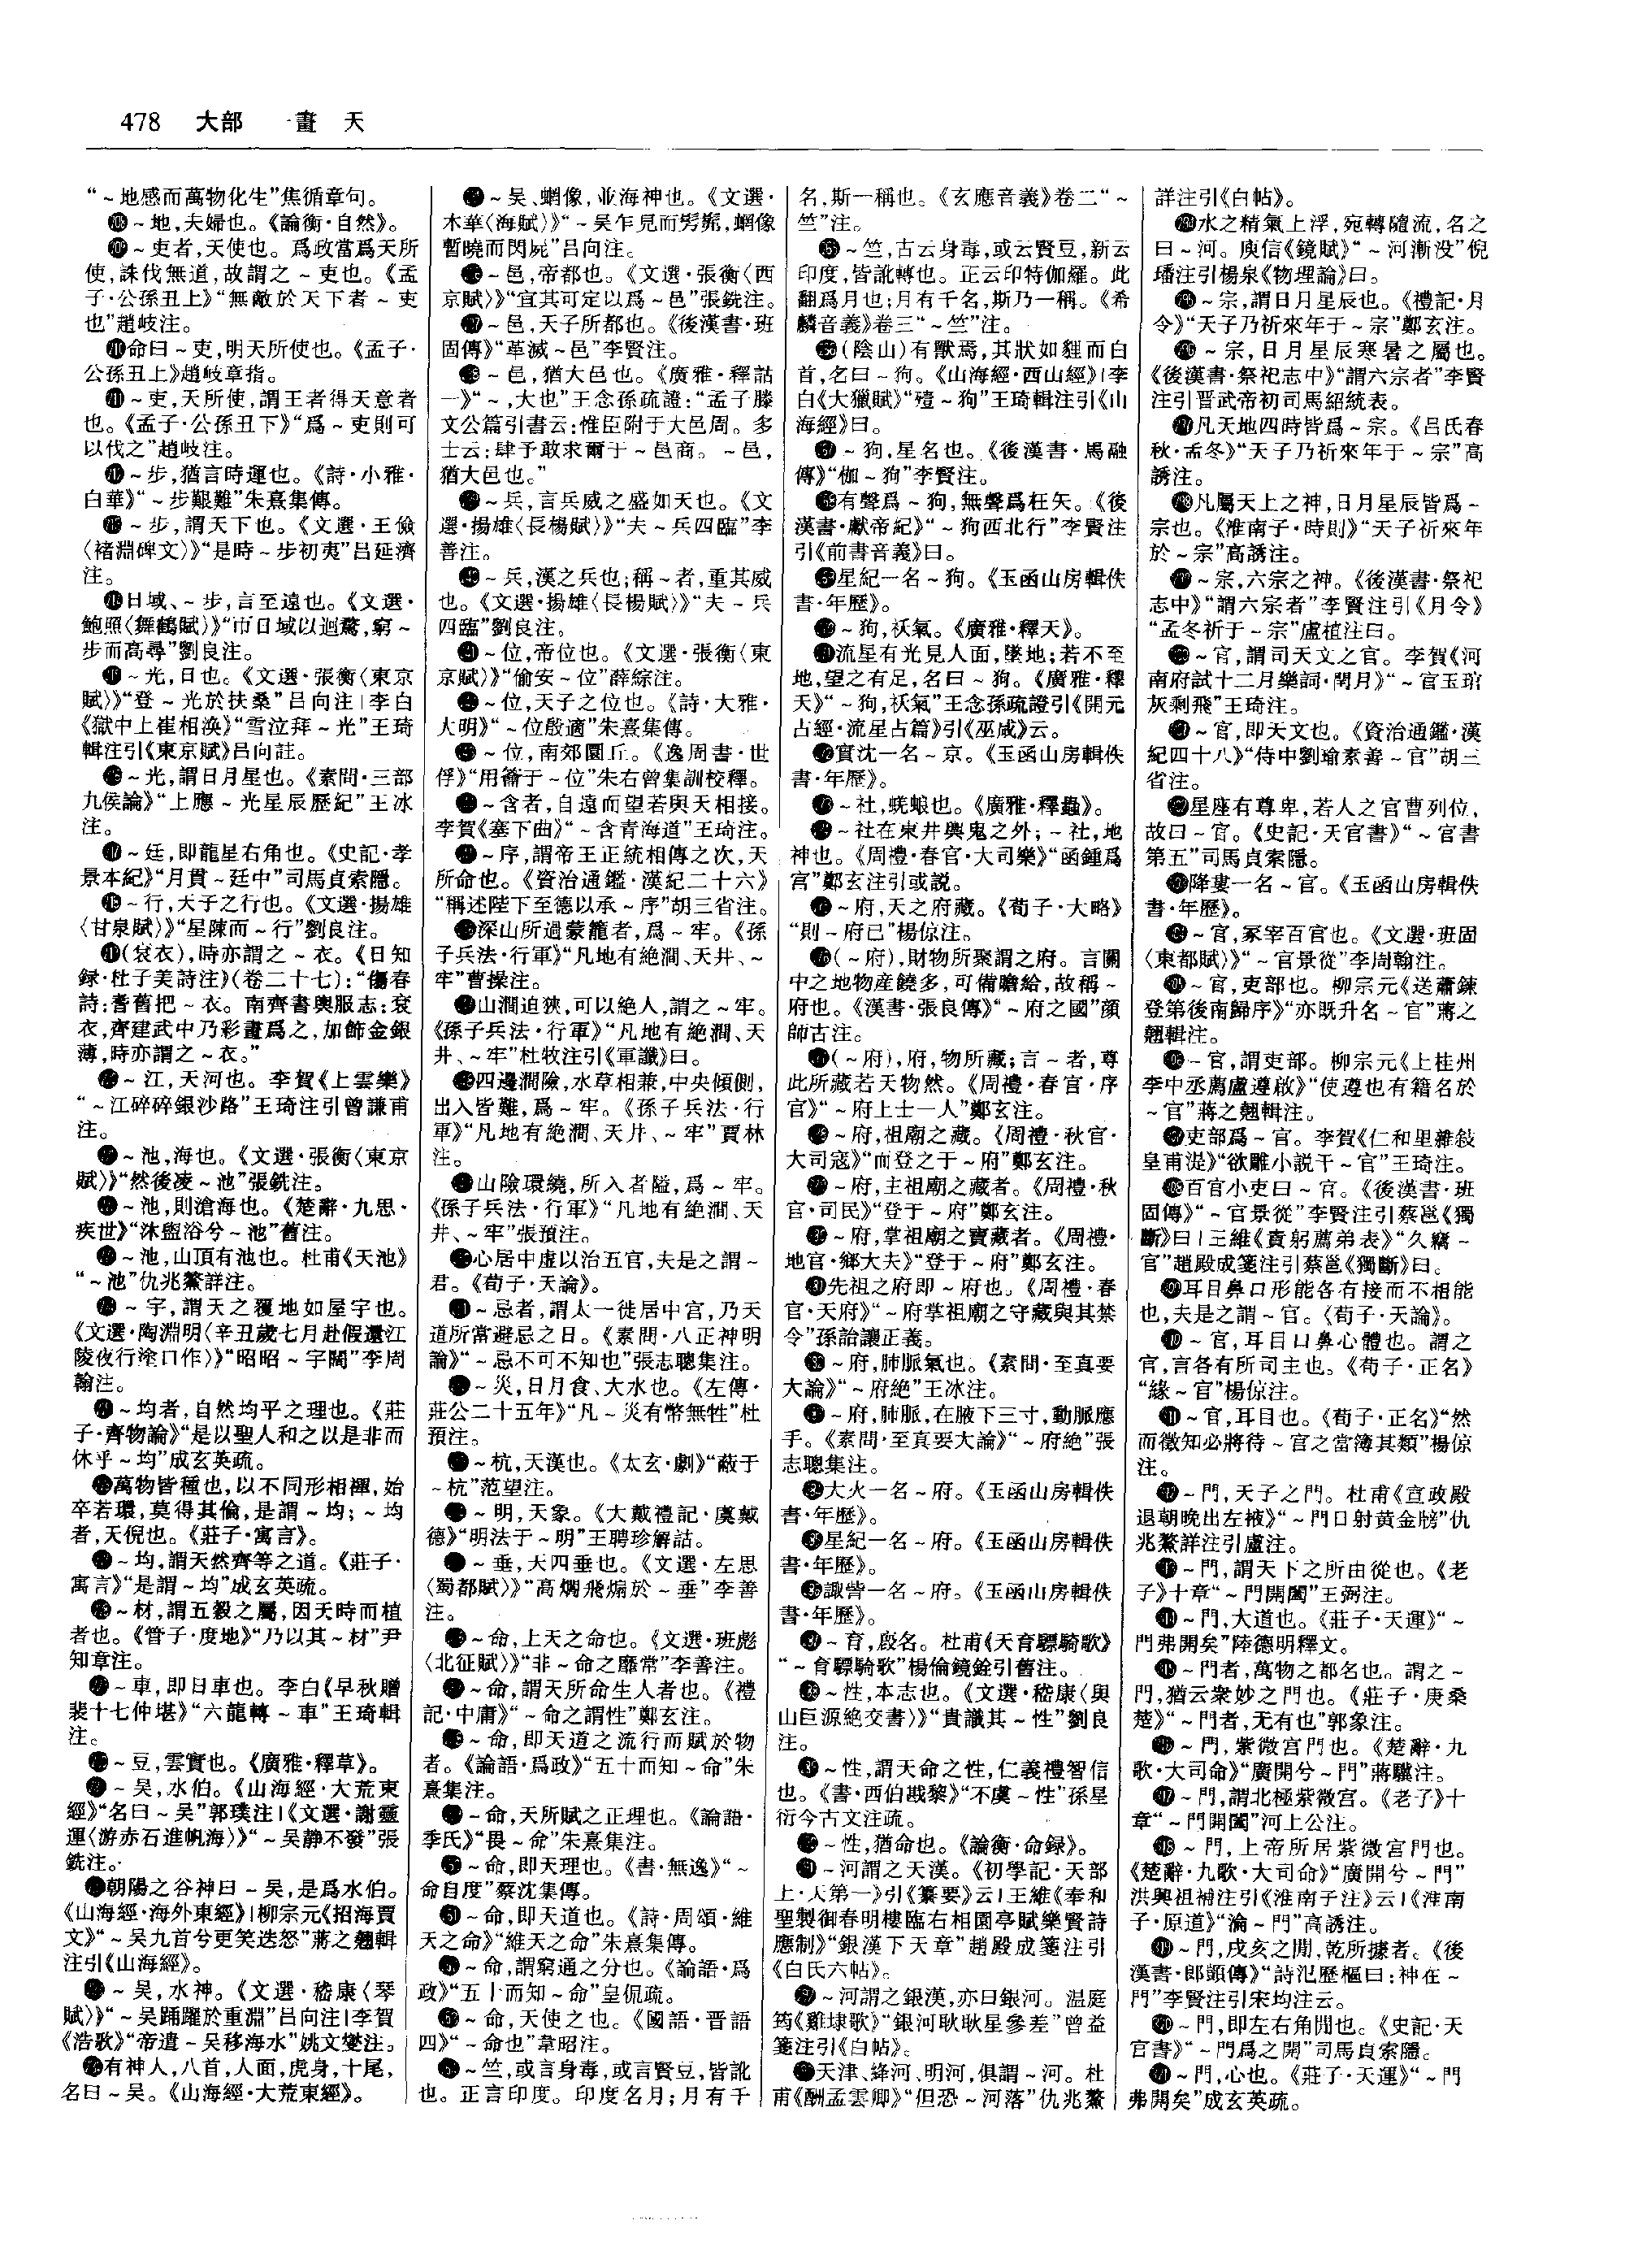 478 大部 一畫 天
“～地感而萬物化生”焦循章句。
～地,夫婦也。《論衡·自然》。
～吏者,天使也。爲政當爲天所
使,誅伐無道,故謂之～吏也。《孟
子·公孫丑上》“無敵於天下者～吏
也”趙岐注。
命曰～吏,明天所使也。《孟子·
公孫丑上》趙岐章指。
～吏,天所使,謂王者得天意者
也。《孟子·公孫丑下》“爲～吏則可
以伐之”趙岐注。
～步,猶言時運也。《詩·小雅·
白華》“～步艱難”朱熹集傳。
～步,謂天下也。《文選·王儉
〈褚淵碑文〉》“是時～步初夷”吕延濟
注。
日域、～步,言至遠也。《文選·
鮑照〈舞鶴賦〉》“帀日域以迴鶩,窮～
步而高尋”劉良注。
～光,日也。《文選·張衡〈東京
賦〉》“登～光於扶桑”吕向注|李白
《獄中上崔相涣》“雪泣拜～光”王琦
輯注引《東京賦》吕向註。
～光,謂日月星也。《素問·三部
九侯論》“上應～光星辰歷紀”王冰
注。
～廷,即龍星右角也。《史記·孝
景本紀》“月貫～廷中”司馬貞索隱。
～行,天子之行也。《文選·揚雄
〈甘泉賦〉》“星陳而～行”劉良注。
(衮衣),時亦謂之～衣。《日知
録·杜子美詩注》(卷二十七):“傷春
詩:耆舊把～衣。南齊書輿服志:衮
衣,齊建武中乃彩畫爲之,加飾金銀
薄,時亦謂之～衣。”
～江,天河也。李賀《上雲樂》
“～江碎碎銀沙路”王琦注引曾謙甫
注。
～池,海也。《文選·張衡〈東京
賦〉》“然後凌～池”張銑注。
～池,則滄海也。《楚辭·九思·
疾世》“沐盥浴兮～池”舊注。
～池,山頂有池也。杜甫《天池》
“～池”仇兆鰲詳注。
～宇,謂天之覆地如屋宇也。
《文選·陶淵明〈辛丑歲七月赴假還江
陵夜行塗口作〉》“昭昭～宇闊”李周
翰注。
～均者,自然均平之理也。《莊
子·齊物論》“是以聖人和之以是非而
休乎～均”成玄英疏。
萬物皆種也,以不同形相禪,始
卒若環,莫得其倫,是謂～均;～均
者,天倪也。《莊子·寓言》。
～均,謂天然齊等之道。《莊子·
寓言》“是謂～均”成玄英疏。
～材,謂五穀之屬,因天時而植
者也。《管子·度地》“乃以其～材”尹
知章注。
～車,即日車也。李白《早秋贈
裴十七仲堪》“六龍轉～車”王琦輯
注。
～豆,雲實也。《廣雅·釋草》。
～吴,水伯。《山海經·大荒東
經》“名曰～吴”郭璞注|《文選·謝靈
運〈游赤石進帆海〉》“～吴静不發”張
銑注。
朝陽之谷神曰～吴,是爲水伯。
《山海經·海外東經》|柳宗元《招海賈
文》“～吴九首兮更笑迭怒”蔣之翹輯
注引《山海經》。
～吴,水神。《文選·嵇康〈琴
賦〉》“～吴踊躍於重淵”吕向注|李賀
《浩歌》“帝遣～吴移海水”姚文燮注。
有神人,八首,人面,虎身,十尾,
名曰～吴。《山海經·大荒東經》。
～吴、蝄像,並海神也。《文選·
木華〈海賦〉》“～吴乍見而髣髴,蝄像
暫曉而閃屍”吕向注。
～邑,帝都也。《文選·張衡〈西
京賦〉》“宜其可定以爲～邑”張銑注。
～邑,天子所都也。《後漢書·班
固傳》“革滅～邑”李賢注。
～邑,猶大邑也。《廣雅·釋詁
一》“～,大也”王念孫疏證:“孟子滕
文公篇引書云:惟臣附于大邑周。多
士云:肆予敢求爾于～邑商。～邑,
猶大邑也。”
～兵,言兵威之盛如天也。《文
選·揚雄〈長楊賦〉》“夫～兵四臨”李
善注。
～兵,漢之兵也;稱～者,重其威
也。《文選·揚雄〈長楊賦〉》“夫～兵
四臨”劉良注。
～位,帝位也。《文選·張衡〈東
京賦〉》“偷安～位”薛綜注。
～位,天子之位也。《詩·大雅·
大明》“～位殷適”朱熹集傳。
～位,南郊圜丘。《逸周書·世
俘》“用籥于～位”朱右曾集訓校釋。
～含者,自遠而望若與天相接。
李賀《塞下曲》“～含青海道”王琦注。
～序,謂帝王正統相傳之次,天
所命也。《資治通鑑·漢紀二十六》
“稱述陛下至德以承～序”胡三省注。
深山所過蒙籠者,爲～牢。《孫
子兵法·行軍》“凡地有絶澗、天井、～
牢”曹操注。
山澗迫狹,可以絶人,謂之～牢。
《孫子兵法·行軍》“凡地有絶澗、天
井、～牢”杜牧注引《軍讖》曰。
四邊澗險,水草相兼,中央傾側,
出入皆難,爲～牢。《孫子兵法·行
軍》“凡地有絶澗、天井、～牢”賈林
注。
山險環繞,所入者隘,爲～牢。
《孫子兵法·行軍》“凡地有絶澗、天
井、～牢”張預注。
心居中虚以治五官,夫是之謂～
君。《荀子·天論》。
～忌者,謂太一徙居中宫,乃天
道所常避忌之日。《素問·八正神明
論》“～忌不可不知也”張志聰集注。
～災,日月食、大水也。《左傳·
莊公二十五年》“凡～災有幣無牲”杜
預注。
～杭,天漢也。《太玄·劇》“蔽于
～杭”范望注。
～明,天象。《大戴禮記·虞戴
德》“明法于～明”王聘珍解詁。
～垂,天四垂也。《文選·左思
〈蜀都賦〉》“高爓飛煽於～垂”李善
注。
～命,上天之命也。《文選·班彪
〈北征賦〉》“非～命之靡常”李善注。
～命,謂天所命生人者也。《禮
記·中庸》“～命之謂性”鄭玄注。
～命,即天道之流行而賦於物
者。《論語·爲政》“五十而知～命”朱
熹集注。
～命,天所賦之正理也。《論語·
季氏》“畏～命”朱熹集注。
～命,即天理也。《書·無逸》“～
命自度”蔡沈集傳。
～命,即天道也。《詩·周頌·維
天之命》“維天之命”朱熹集傳。
～命,謂窮通之分也。《論語·爲
政》“五十而知～命”皇侃疏。
～命,天使之也。《國語·晋語
四》“～命也”韋昭注。
～竺,或言身毒,或言賢豆,皆訛
也。正言印度。印度名月;月有千
名,斯一稱也。《玄應音義》卷二“～
竺”注。
～竺,古云身毒,或云賢豆,新云
印度,皆訛轉也。正云印特伽羅。此
翻爲月也;月有千名,斯乃一稱。《希
麟音義》卷三“～竺”注。
(陰山)有獸焉,其狀如貍而白
首,名曰～狗。《山海經·西山經》|李
白《大獵賦》“殪～狗”王琦輯注引《山
海經》曰。
～狗,星名也。《後漢書·馬融
傳》“枷～狗”李賢注。
有聲爲～狗,無聲爲枉矢。《後
漢書·獻帝紀》“～狗西北行”李賢注
引《前書音義》曰。
星紀一名～狗。《玉函山房輯佚
書·年歷》。
～狗,祅氣。《廣雅·釋天》。
流星有光見人面,墜地;若不至
地,望之有足,名曰～狗。《廣雅·釋
天》“～狗,祅氣”王念孫疏證引《開元
占經·流星占篇》引《巫咸》云。
實沈一名～京。《玉函山房輯佚
書·年歷》。
～社,蜣蜋也。《廣雅·釋蟲》。
～社在東井輿鬼之外;～社,地
神也。《周禮·春官·大司樂》“函鍾爲
宫”鄭玄注引或説。
～府,天之府藏。《荀子·大略》
“則～府已”楊倞注。
(～府),財物所聚謂之府。言關
中之地物産饒多,可備贍給,故稱～
府也。《漢書·張良傳》“～府之國”顔
師古注。
(～府),府,物所藏;言～者,尊
此所藏若天物然。《周禮·春官·序
官》“～府上士一人”鄭玄注。
～府,祖廟之藏。《周禮·秋官·
大司寇》“而登之于～府”鄭玄注。
～府,主祖廟之藏者。《周禮·秋
官·司民》“登于～府”鄭玄注。
～府,掌祖廟之寶藏者。《周禮·
地官·鄉大夫》“登于～府”鄭玄注。
先祖之府即～府也。《周禮·春
官·天府》“～府掌祖廟之守藏與其禁
令”孫詒讓正義。
～府,肺脈氣也。《素問·至真要
大論》“～府絶”王冰注。
～府,肺脈,在腋下三寸,動脈應
手。《素問·至真要大論》“～府絶”張
志聰集注。
大火一名～府。《玉函山房輯佚
書·年歷》。
星紀一名～府。《玉函山房輯佚
書·年歷》。
諏訾一名～府。《玉函山房輯佚
書·年歷》。
～育,廄名。杜甫《天育驃騎歌》
“～育驃騎歌”楊倫鏡銓引舊注。
～性,本志也。《文選·嵇康〈與
山巨源絶交書〉》“貴識其～性”劉良
注。
～性,謂天命之性,仁義禮智信
也。《書·西伯戡黎》“不虞～性”孫星
衍今古文注疏。
～性,猶命也。《論衡·命録》。
～河謂之天漢。《初學記·天部
上·天第一》引《纂要》云|王維《奉和
聖製御春明樓臨右相園亭賦樂賢詩
應制》“銀漢下天章”趙殿成箋注引
《白氏六帖》。
～河謂之銀漢,亦曰銀河。温庭
筠《雞埭歌》“銀河耿耿星參差”曾益
箋注引《白帖》。
天津、絳河、明河,俱謂～河。杜
甫《酬孟雲卿》“但恐～河落”仇兆鰲
詳注引《白帖》。
水之精氣上浮,宛轉隨流,名之
曰～河。庾信《鏡賦》“～河漸没”倪
璠注引楊泉《物理論》曰。
～宗,謂日月星辰也。《禮記·月
令》“天子乃祈來年于～宗”鄭玄注。
～宗,日月星辰寒暑之屬也。
《後漢書·祭祀志中》“謂六宗者”李賢
注引晋武帝初司馬紹統表。
凡天地四時皆爲～宗。《吕氏春
秋·孟冬》“天子乃祈來年于～宗”高
誘注。
凡屬天上之神,日月星辰皆爲～
宗也。《淮南子·時則》“天子祈來年
於～宗”高誘注。
～宗,六宗之神。《後漢書·祭祀
志中》“謂六宗者”李賢注引《月令》
“孟冬祈于～宗”盧植注曰。
～官,謂司天文之官。李賀《河
南府試十二月樂詞·閏月》“～官玉琯
灰剩飛”王琦注。
～官,即天文也。《資治通鑑·漢
紀四十八》“侍中劉瑜素善～官”胡三
省注。
星座有尊卑,若人之官曹列位,
故曰～官。《史記·天官書》“～官書
第五”司馬貞索隱。
降婁一名～官。《玉函山房輯佚
書·年歷》。
～官,冢宰百官也。《文選·班固
〈東都賦〉》“～官景從”李周翰注。
～官,吏部也。柳宗元《送蕭鍊
登第後南歸序》“亦既升名～官”蔣之
翹輯注。
～官,謂吏部。柳宗元《上桂州
李中丞薦盧遵啟》“使遵也有籍名於
～官”蔣之翹輯注。
吏部爲～官。李賀《仁和里雜敍
皇甫湜》“欲雕小説干～官”王琦注。
百官小吏曰～官。《後漢書·班
固傳》“～官景從”李賢注引蔡邕《獨
斷》曰|王維《責躬薦弟表》“久竊～
官”趙殿成箋注引蔡邕《獨斷》曰。
耳目鼻口形能各有接而不相能
也,夫是之謂～官。《荀子·天論》。
～官,耳目口鼻心體也。謂之
官,言各有所司主也。《荀子·正名》
“緣～官”楊倞注。
～官,耳目也。《荀子·正名》“然
而徵知必將待～官之當簿其類”楊倞
注。
～門,天子之門。杜甫《宣政殿
退朝晚出左掖》“～門日射黄金牓”仇
兆鰲詳注引盧注。
～門,謂天下之所由從也。《老
子》十章“～門開闔”王弼注。
～門,大道也。《莊子·天運》“～
門弗開矣”陸德明釋文。
～門者,萬物之都名也。謂之～
門,猶云衆妙之門也。《莊子·庚桑
楚》“～門者,无有也”郭象注。
～門,紫微宫門也。《楚辭·九
歌·大司命》“廣開兮～門”蔣驥注。
～門,謂北極紫微宫。《老子》十
章“～門開闔”河上公注。
～門,上帝所居紫微宫門也。
《楚辭·九歌·大司命》“廣開兮～門”
洪興祖補注引《淮南子注》云|《淮南
子·原道》“淪～門”高誘注。
～門,戌亥之間,乾所據者。《後
漢書·郎顗傳》“詩氾歷樞曰:神在～
門”李賢注引宋均注云。
～門,即左右角間也。《史記·天
官書》“～門爲之開”司馬貞索隱。
～門,心也。《莊子·天運》“～門
弗開矣”成玄英疏。